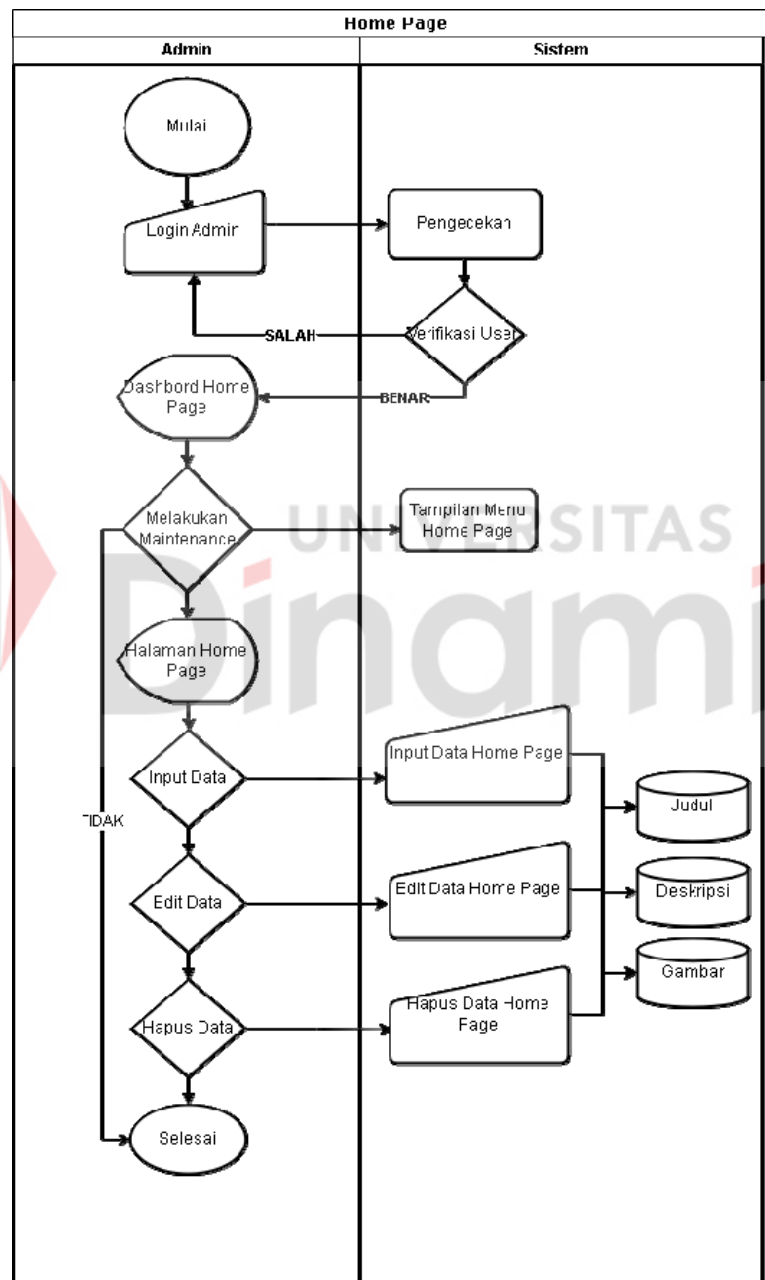 Home Page
Admin
Sistem
Mulai
Login Admin
Pengecekan
Verifikasi User
SALAH
Dashbord Home
Page
BENAR
Melakukan
Maintenance
Tampilan Menu
Home Page
UNIVERSITAS
Dinami
Halaman Home
Page
Input Data
Input Data Home Page
Judul
TIDAK
Edit Data
Edit Data Home Page
Deskripsi
Gambar
Hapus Data
Hapus Data Home
Page
Selesai